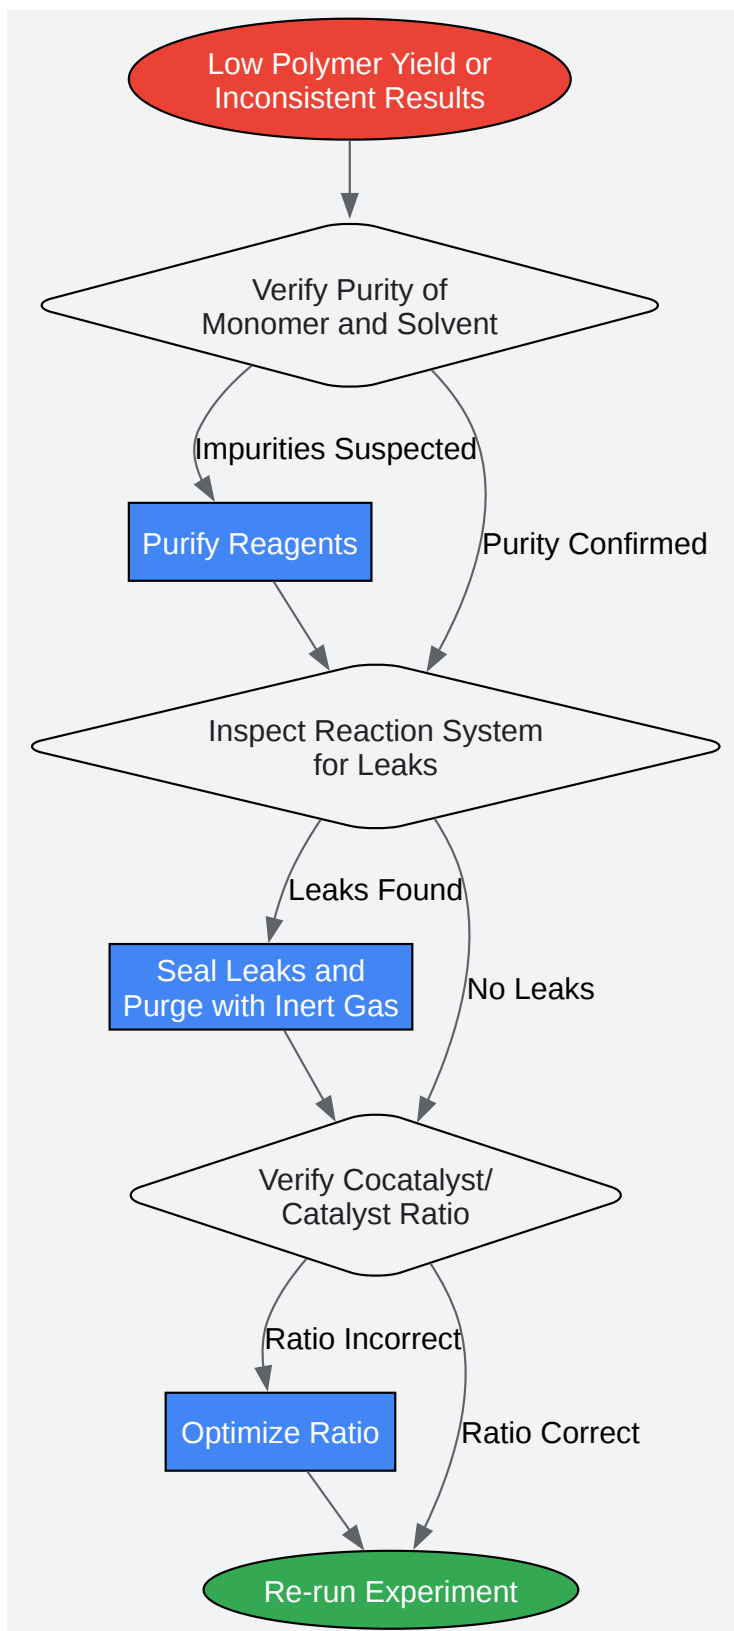 Low Polymer Yield or
Inconsistent Results
Verify Purity of
Monomer and Solvent
Impurities Suspected
Purify Reagents
Purity Confirmed
Inspect Reaction System
for Leaks
Leaks Found
Seal Leaks and
Purge with Inert Gas
No Leaks
Verify Cocatalyst/
Catalyst Ratio
Ratio Incorrect
Optimize Ratio
Ratio Correct
Re-run Experiment